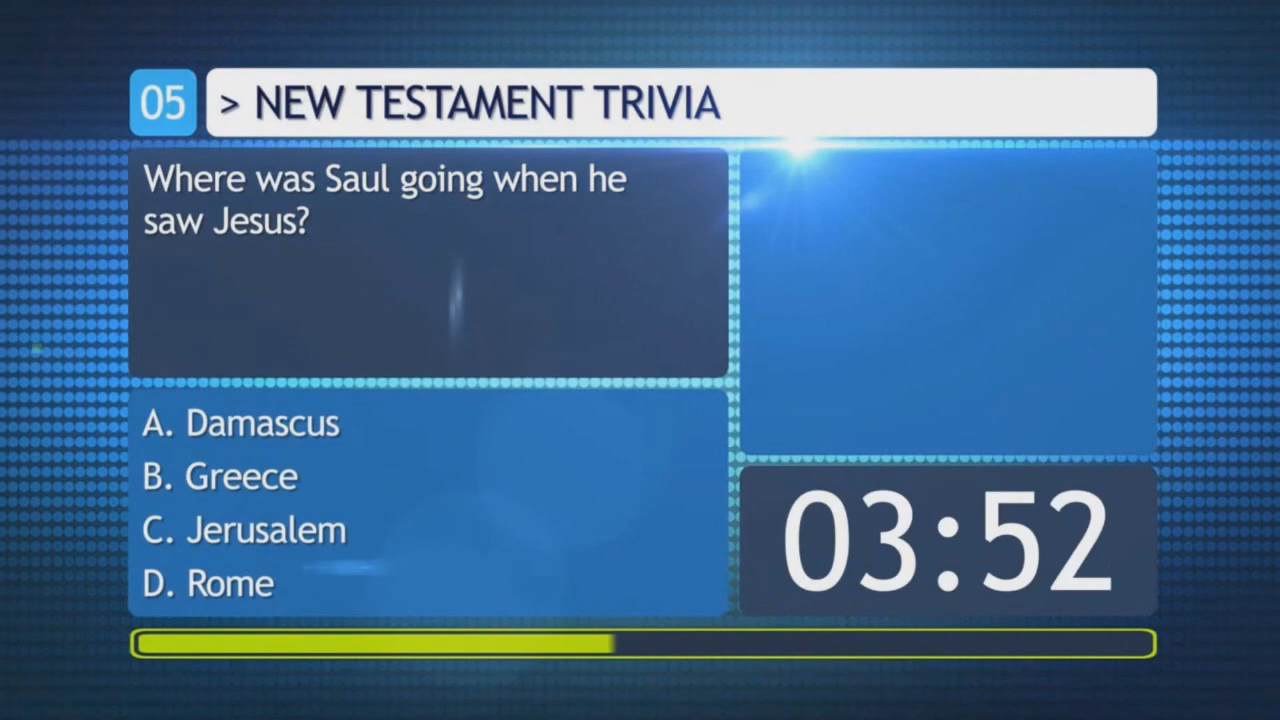 05 > NEW TESTAMENT TRIVIA
Where was Saul going when he
saw Jesus?
A. Damascus
B. Greece
C. Jerusalem
D. Rome
03:52